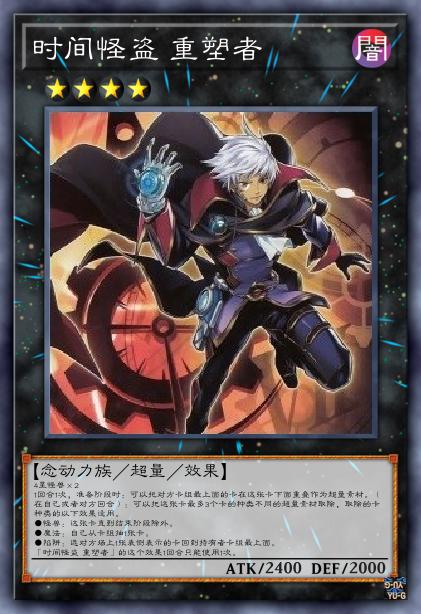 时间怪盗 重塑者
闇
【念动力族／超量／效果】
4星怪兽×2
1回合1次，准备阶段时：可以把对方卡组最上面的卡在这张卡下面重叠作为超量素材。（
在自己或者对方回合）：可以把这张卡最多3个卡的种类不同的超量素材取除，取除的卡
种类的以下效果适用。
●怪兽：这张卡直到结束阶段除外。
●魔法：自己从卡组抽1张卡。
●陷阱：选对方场上1张表侧表示的卡回到持有者卡组最上面。
「时间怪盗 重塑者」的这个效果1回合只能使用1次。
ATK/2400 DEF/2000